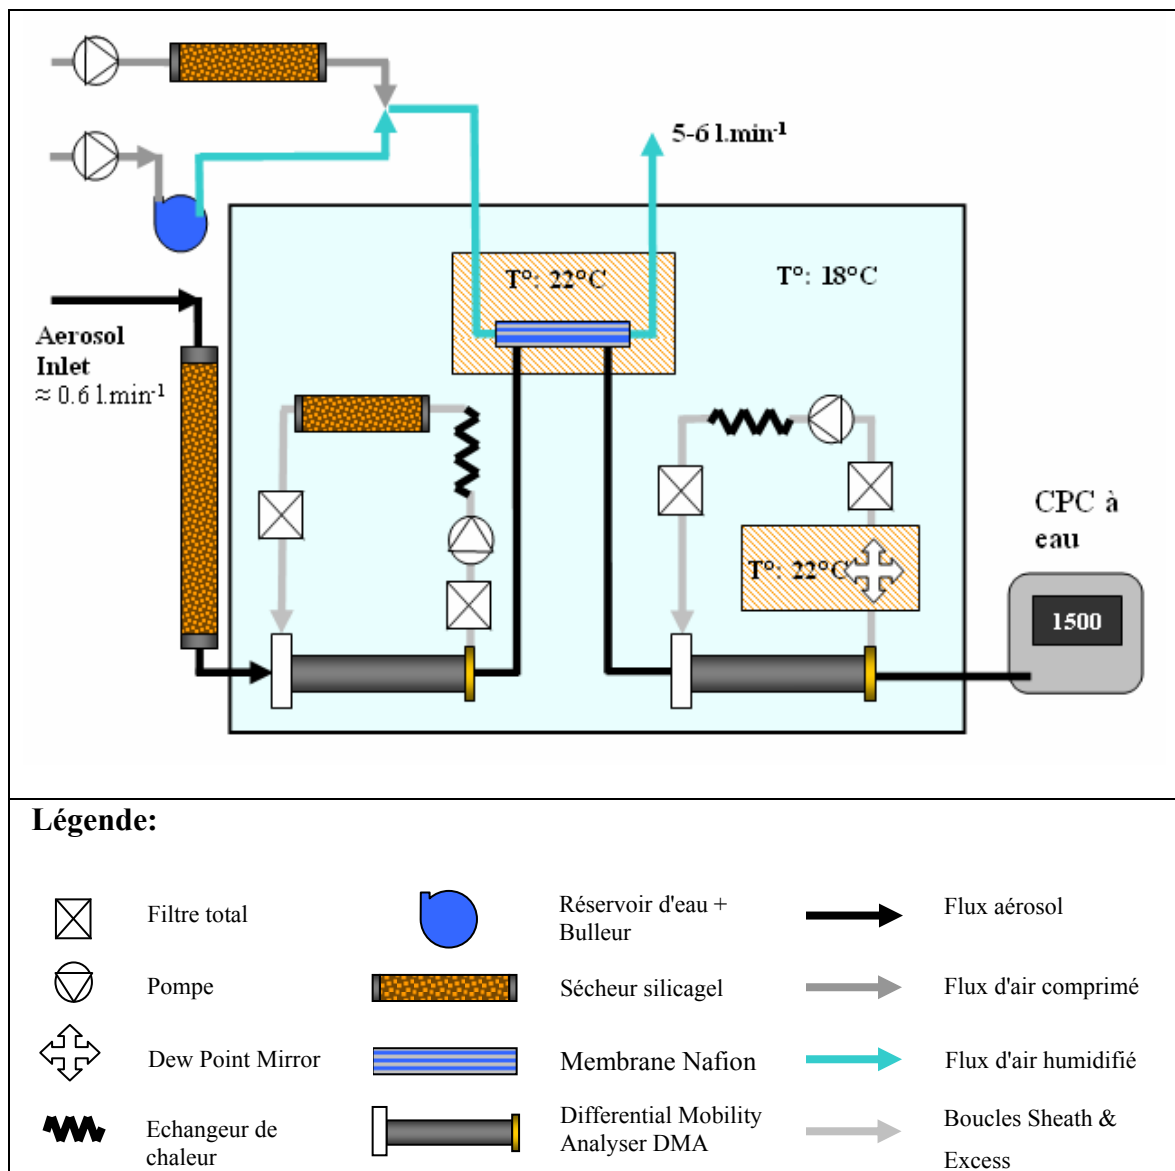 5-6 l.min-1
T°: 22°C
T°: 18°C
Aerosol
Inlet
≈ 0.6 l.min-1
CPC à
eau
T°: 22°C
1500
Légende:
Filtre total
Réservoir d'eau +
Bulleur
Flux aérosol
Pompe
Sécheur silicagel
Flux d'air comprimé
Dew Point Mirror
Membrane Nafion
Flux d'air humidifié
Echangeur de
chaleur
Differential Mobility
Analyser DMA
Boucles Sheath &
Excess